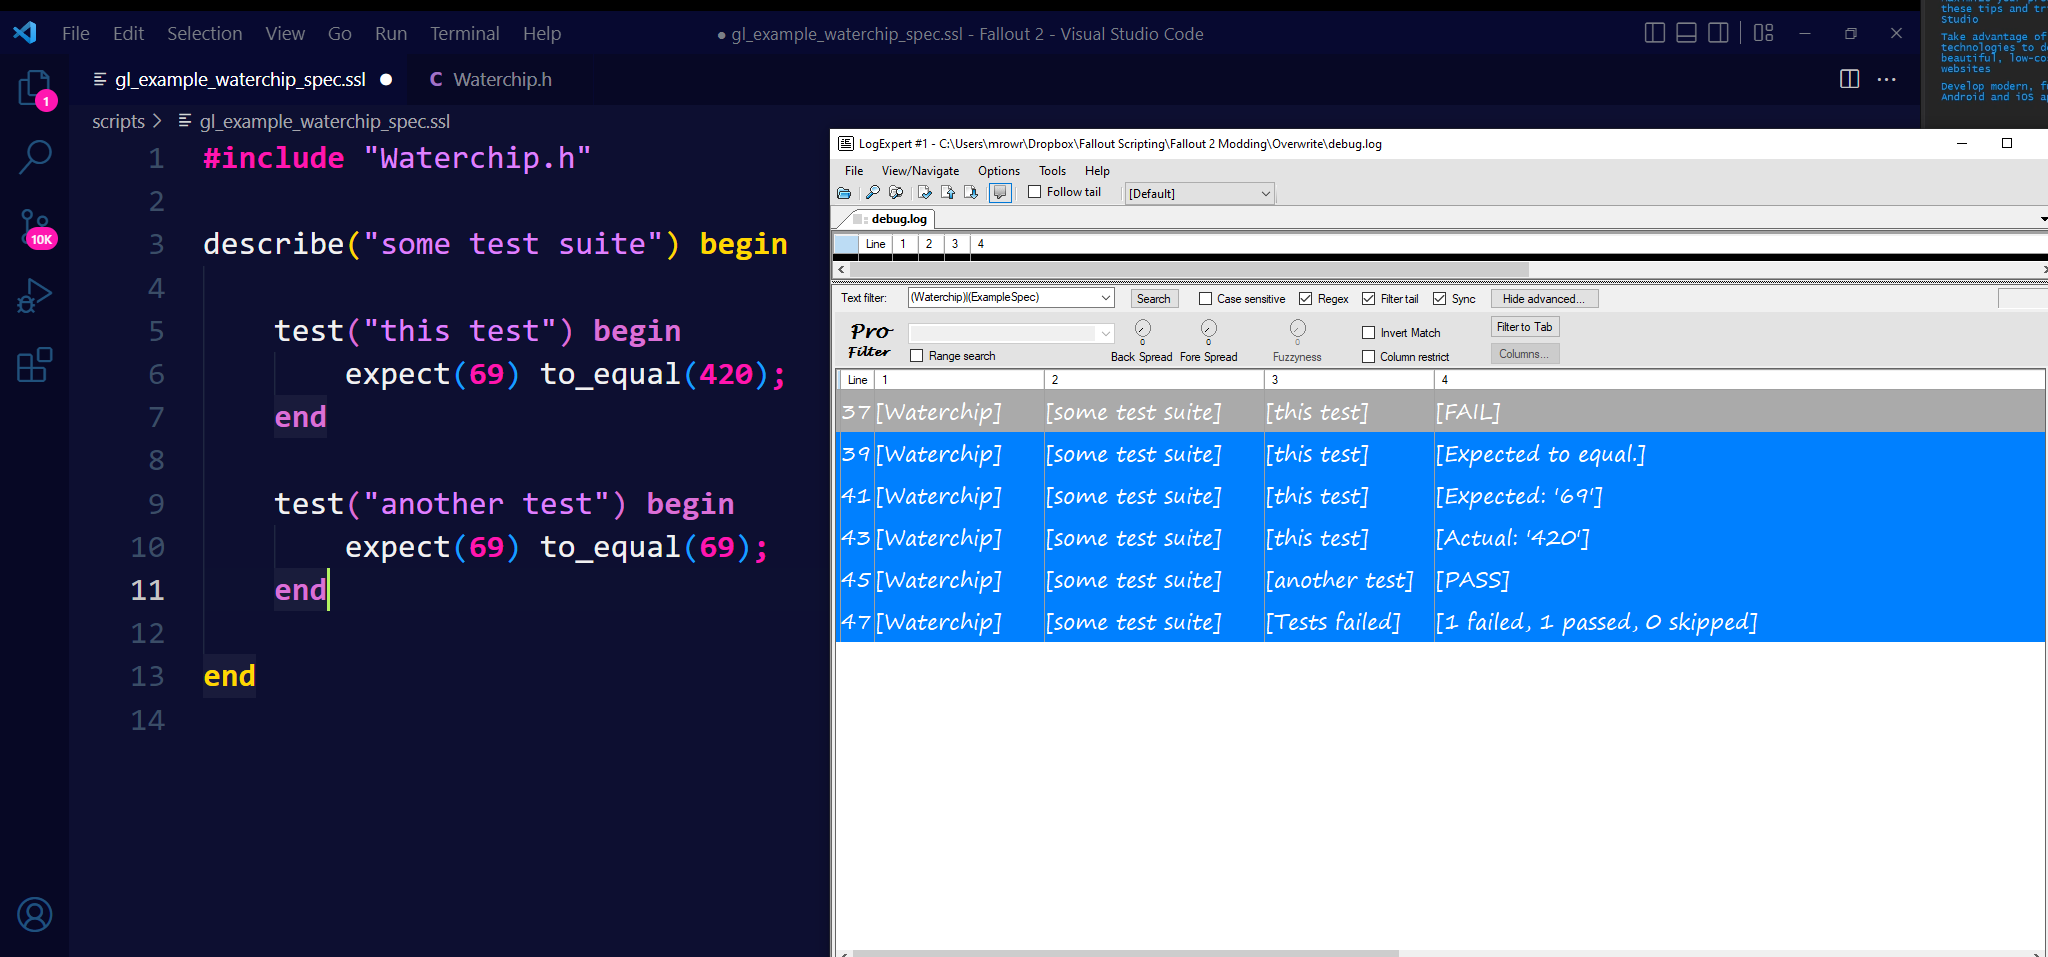 File Edit Selection View Go Run Terminal Help
● gl_example_waterchip_spec.ssl - Fallout 2 - Visual Studio Code
these tips and tri
Studio
Take advantage of
technologies to de
beautiful, low-cos
websites
Develop modern, fu
Android and iOS ap
1
10K
gl_example_waterchip_spec.ssl ●
C Waterchip.h
scripts > gl_example_waterchip_spec.ssl
1 #include "Waterchip.h"
2
3 describe("some test suite") begin
4
5 test("this test") begin
6 expect(69) to_equal(420);
7 end
8
9 test("another test") begin
10 expect(69) to_equal(69);
11 end
12
13 end
14
LogExpert #1 - C:\Users\mrowr\Dropbox\Fallout Scripting\Fallout 2 Modding\Overwrite\debug.log
File View/Navigate Options Tools Help
Follow tail [Default]
debug.log
Line 1 2 3 4
Text filter: (Waterchip)|(ExampleSpec) Search Case sensitive Regex Filter tail Sync Hide advanced...
Pro Filter
Range search
0 0 0
Back Spread Fore Spread Fuzzyness
Invert Match Filter to Tab
Column restrict Columns...
Line 1 2 3 4
37 [Waterchip] [some test suite] [this test] [FAIL]
39 [Waterchip] [some test suite] [this test] [Expected to equal.]
41 [Waterchip] [some test suite] [this test] [Expected: '69']
43 [Waterchip] [some test suite] [this test] [Actual: '420']
45 [Waterchip] [some test suite] [another test] [PASS]
47 [Waterchip] [some test suite] [Tests failed] [1 failed, 1 passed, 0 skipped]